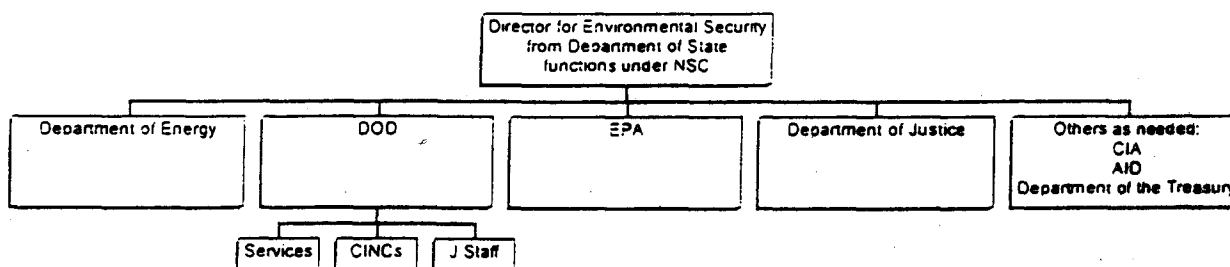 Director for Environmental Security
from Department of State
functions under NSC
Department of Energy
DOD
EPA
Department of Justice
Others as needed:
CIA
AID
Department of the Treasury
Services
CINCs
J Staff